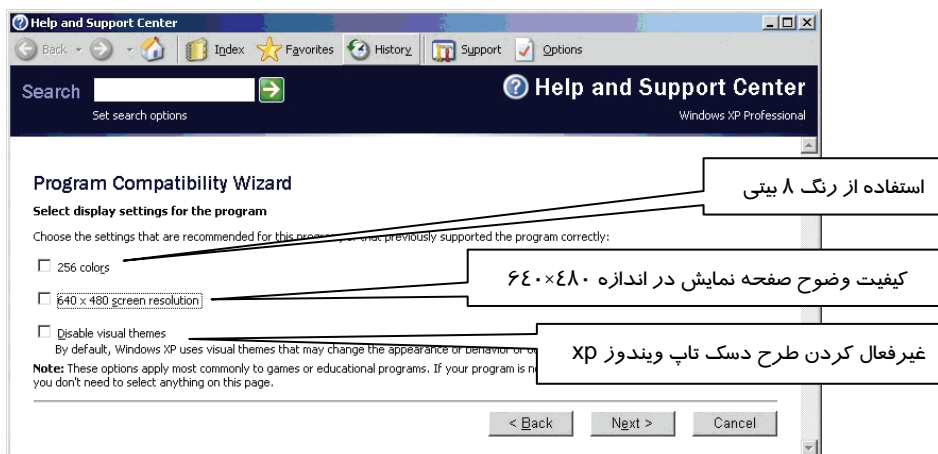 Help and Support Center
Back Index Favorites History Support Options
Search
Set search options
Help and Support Center
Windows XP Professional
Program Compatibility Wizard
Select display settings for the program
Choose the settings that are recommended for this program, or that previously supported the program correctly:
استفاده از رنگ ۸ بیتی
256 colors
کیفیت وضوح صفحه نمایش در اندازه ۶۴۰×۴۸۰
640 x 480 screen resolution
Disable visual themes
غیرفعال کردن طرح دسک تاپ ویندوز xp
By default, Windows XP uses visual themes that may change the appearance or behavior of
Note: These options apply most commonly to games or educational programs. If your program is
you don't need to select anything on this page.
< Back Next > Cancel